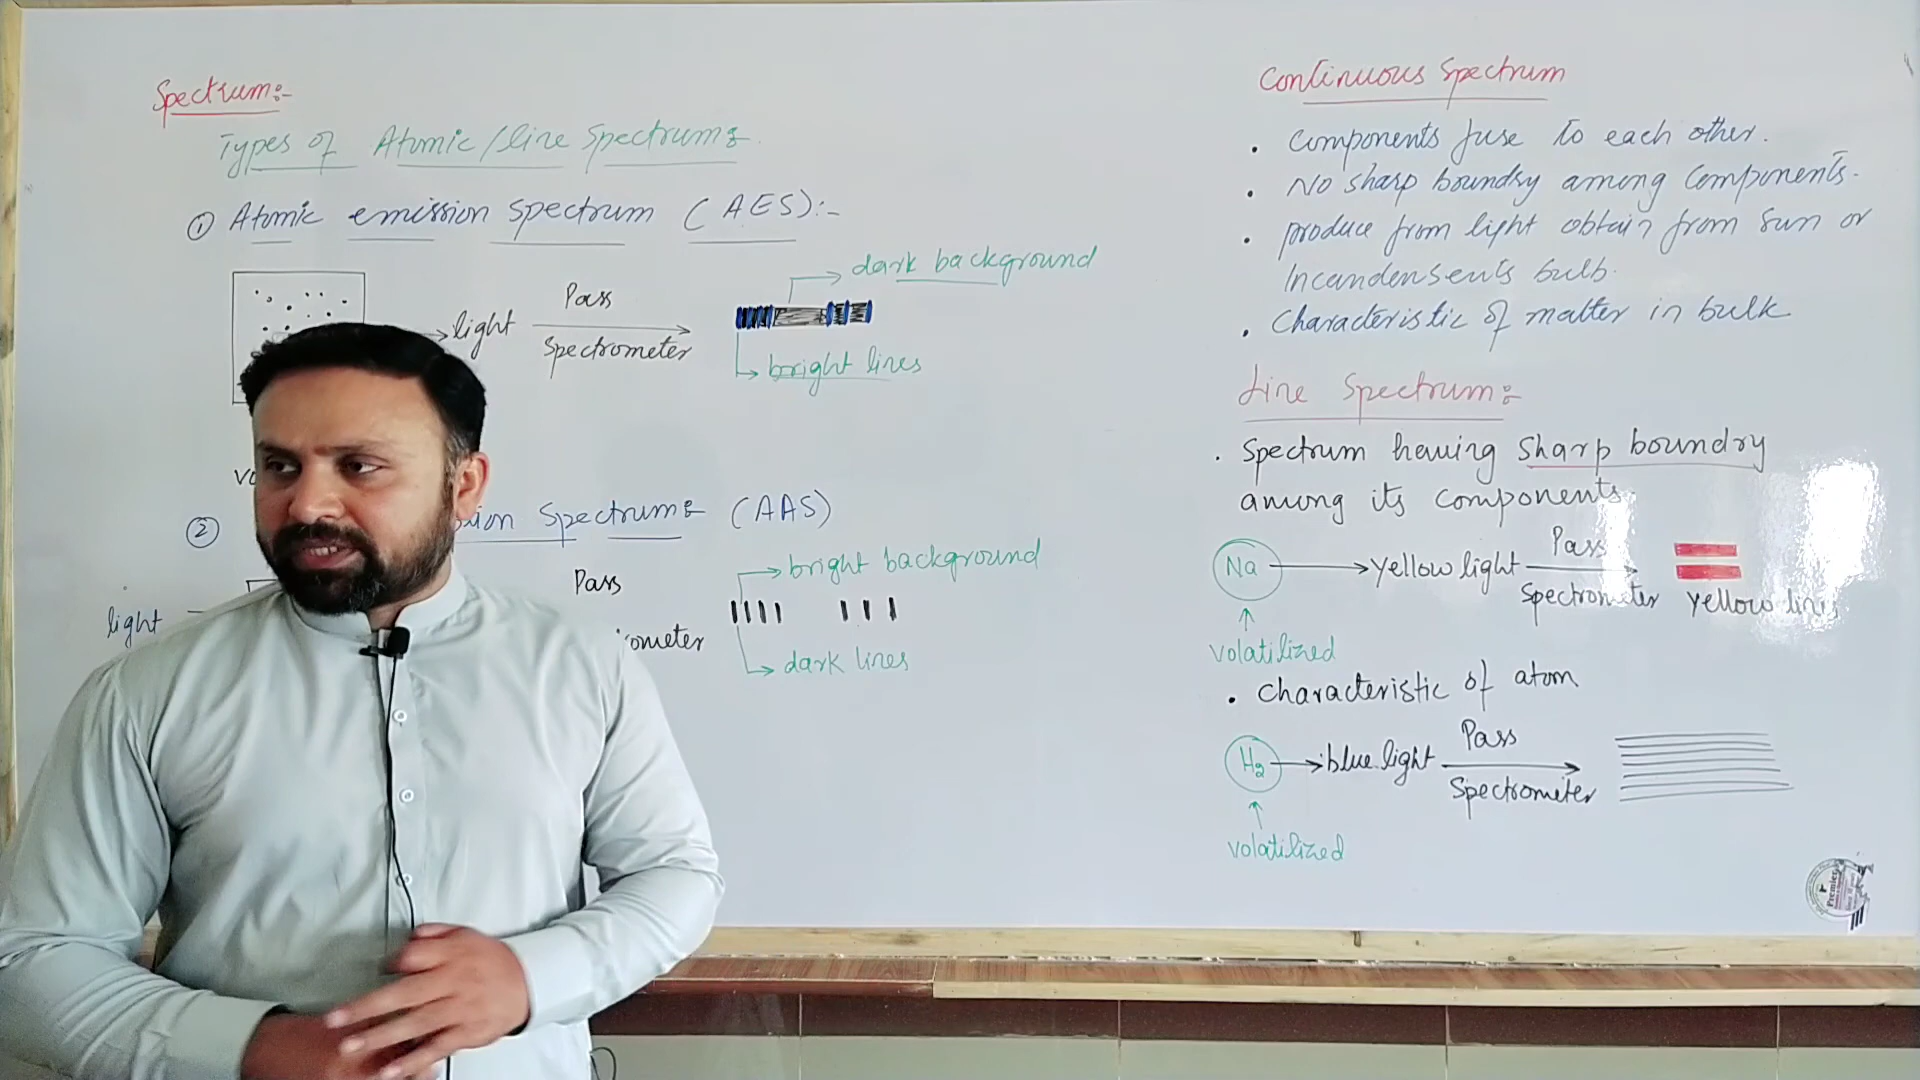 Spectrum:-
Types of Atomic/line Spectrum:
① Atomic emission spectrum (AES):-
light
Pass
Spectrometer
dark background
bright lines
②
Spectrum: (AAS)
light
Pass
bright background
dark lines
Continuous Spectrum
. Components fuse to each other.
. No sharp boundry among Components.
. produce from light obtain from sun or
Incandensents bulb.
. Characteristic of matter in bulk
Line Spectrum:
. Spectrum having sharp boundry
among its components.
Na
yellow light
Pass
Spectrometer
yellow lines
volatilized
. Characteristic of atom
H₂
blue light
Pass
Spectrometer
volatilized
Premier